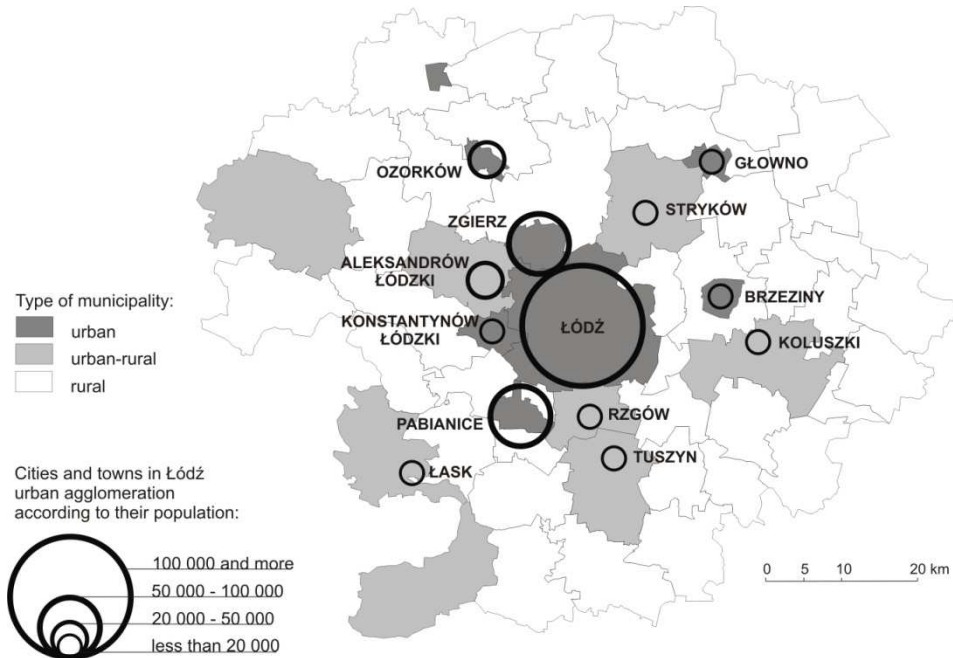 OZORKÓW
GŁOWNO
STRYKÓW
ZGIERZ
ALEKSANDRÓW
ŁÓDZKI
BRZEZINY
KONSTANTYNÓW
ŁÓDZKI
ŁÓDŹ
KOLUSZKI
PABIANICE
RZGÓW
TUSZYN
ŁASK
Type of municipality:
urban
urban-rural
rural
Cities and towns in Łódź
urban agglomeration
according to their population:
100 000 and more
50 000 - 100 000
20 000 - 50 000
less than 20 000
0 5 10 20 km